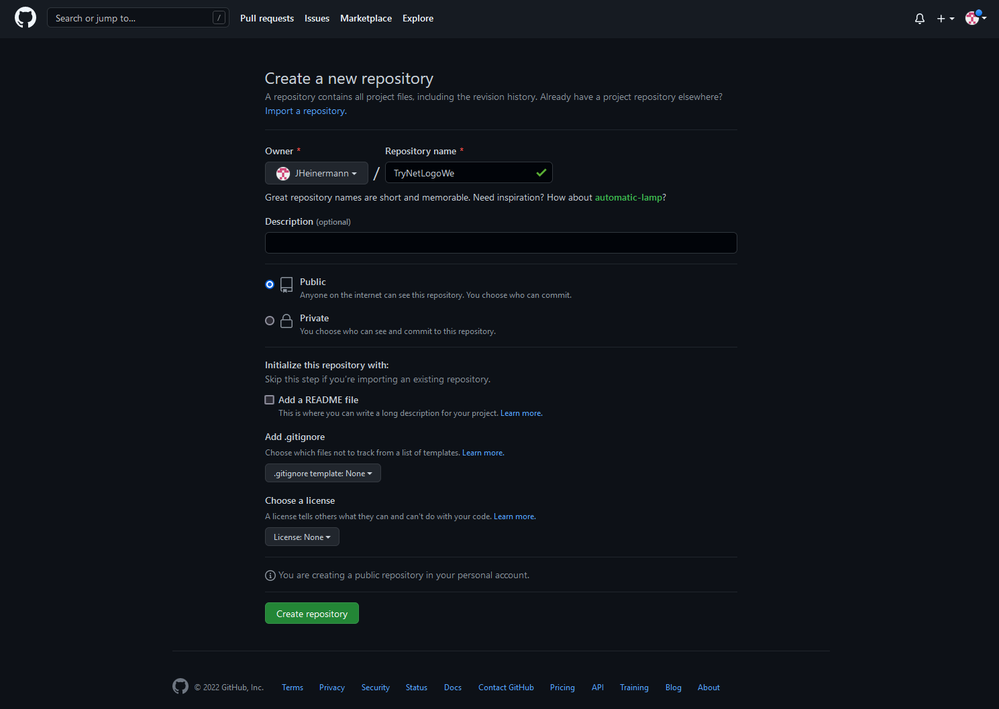 Search or jump to... / Pull requests Issues Marketplace Explore
Create a new repository
A repository contains all project files, including the revision history. Already have a project repository elsewhere?
Import a repository.
Owner * Repository name *
JHeinermann / TryNetLogoWe
Great repository names are short and memorable. Need inspiration? How about automatic-lamp?
Description (optional)
Public
Anyone on the internet can see this repository. You choose who can commit.
Private
You choose who can see and commit to this repository.
Initialize this repository with:
Skip this step if you're importing an existing repository.
Add a README file
This is where you can write a long description for your project. Learn more.
Add .gitignore
Choose which files not to track from a list of templates. Learn more.
.gitignore template: None
Choose a license
A license tells others what they can and can't do with your code. Learn more.
License: None
You are creating a public repository in your personal account.
Create repository
© 2022 GitHub, Inc. Terms Privacy Security Status Docs Contact GitHub Pricing API Training Blog About